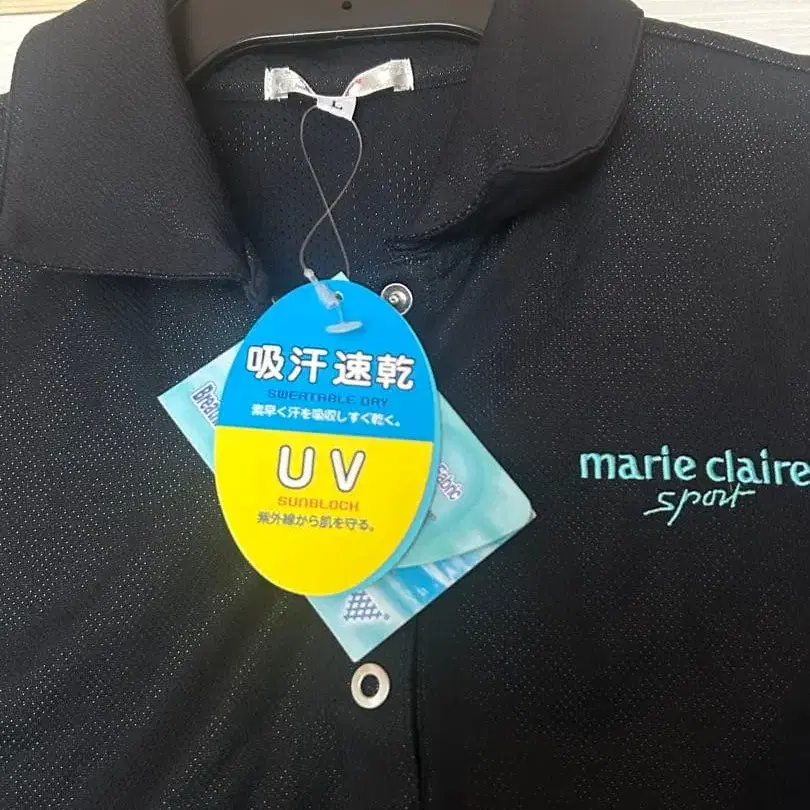 L
吸汗速乾
SWEATABLE DRY
素早く汗を吸収しすぐ乾く。
UV
SUNBLOCK
紫外線から肌を守る。
Fabric
marie claire
sport